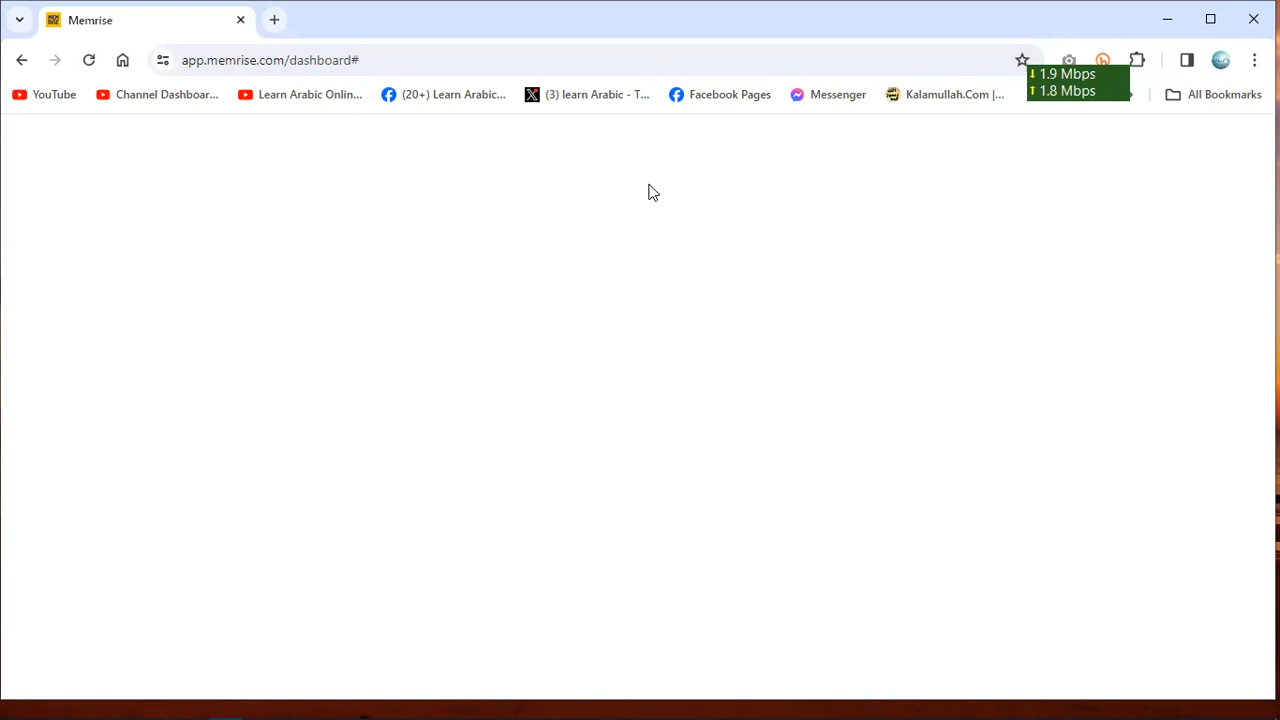 Memrise
app.memrise.com/dashboard#
1.9 Mbps
1.8 Mbps
YouTube
Channel Dashboar...
Learn Arabic Onlin...
(20+) Learn Arabic...
(3) learn Arabic - T...
Facebook Pages
Messenger
Kalamullah.Com |...
All Bookmarks